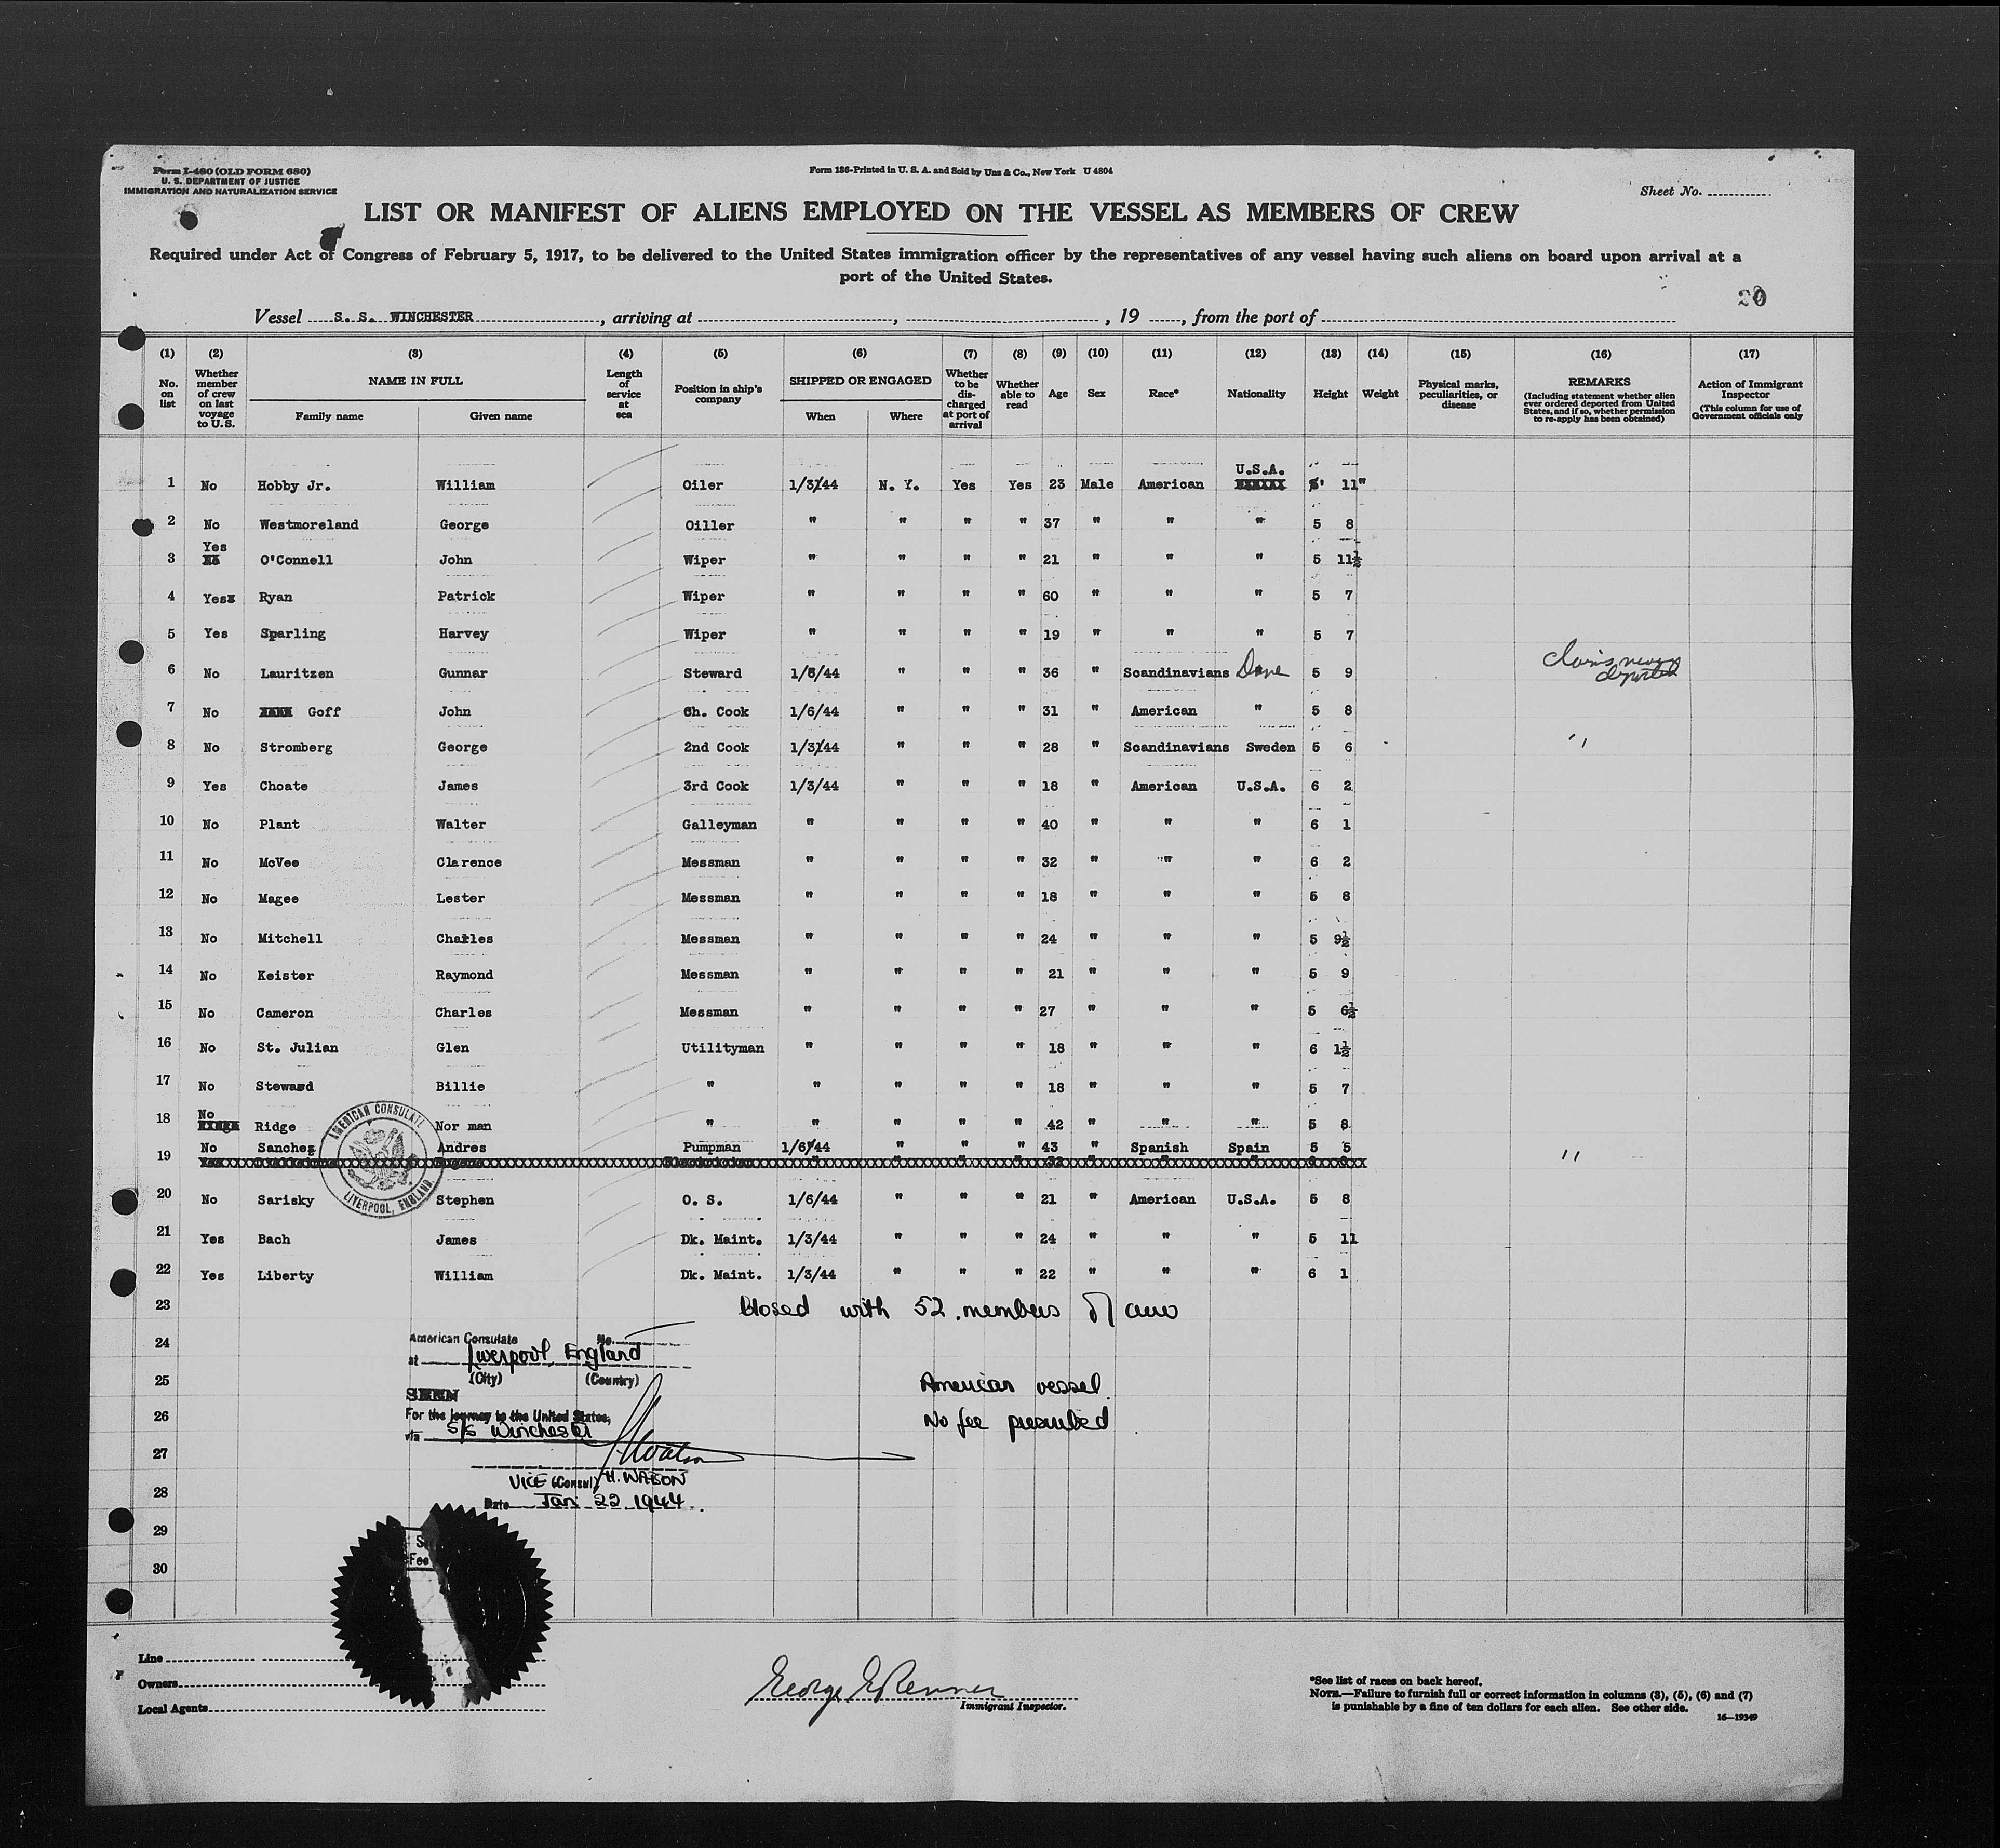 Form I-480 (OLD FORM 680)
U. S. DEPARTMENT OF JUSTICE
IMMIGRATION AND NATURALIZATION SERVICE
Form 186-Printed in U. S. A. and Sold by Unz & Co., New York U 4804
Sheet No.
LIST OR MANIFEST OF ALIENS EMPLOYED ON THE VESSEL AS MEMBERS OF CREW
Required under Act of Congress of February 5, 1917, to be delivered to the United States immigration officer by the representatives of any vessel having such aliens on board upon arrival at a
port of the United States.
20
Vessel S. S. WINCHESTER , arriving at , , 19 , from the port of
(1) (2) (3) (4) (5) (6) (7) (8) (9) (10) (11) (12) (13) (14) (15) (16) (17)
No. on list
Whether member of crew on last voyage to U.S.
NAME IN FULL
Family name Given name
Length of service at sea
Position in ship's company
SHIPPED OR ENGAGED
When Where
Whether to be discharged at port of arrival
Whether able to read
Age Sex Race* Nationality Height Weight
Physical marks, peculiarities, or disease
REMARKS
(Including statement whether alien ever ordered deported from United States, and if so, whether permission to re-apply has been obtained)
Action of Immigrant Inspector
(This column for use of Government officials only
U.S.A.
1 No Hobby Jr. William Oiler 1/3/44 N. Y. Yes Yes 23 Male American 11"
2 No Westmoreland George Oiller " " " " 37 " " " 5 8
Yes
3 O'Connell John Wiper " " " " 21 " " " 5 11½
4 Yes Ryan Patrick Wiper " " " " 60 " " " 5 7
5 Yes Sparling Harvey Wiper " " " " 19 " " " 5 7
6 No Lauritzen Gunnar Steward 1/6/44 " " " 36 " Scandinavians Dane 5 9 Claims never deported
7 No Goff John Ch. Cook 1/6/44 " " " 31 " American " 5 8
8 No Stromberg George 2nd Cook 1/3/44 " " " 28 " Scandinavians Sweden 5 6 "
9 Yes Choate James 3rd Cook 1/3/44 " " " 18 " American U.S.A. 6 2
10 No Plant Walter Galleyman " " " " 40 " " " 6 1
11 No McVee Clarence Messman " " " " 32 " " " 6 2
12 No Magee Lester Messman " " " " 18 " " " 5 8
13 No Mitchell Charles Messman " " " " 24 " " " 5 9½
14 No Keister Raymond Messman " " " " 21 " " " 5 9
15 No Cameron Charles Messman " " " " 27 " " " 5 6½
16 No St. Julian Glen Utilityman " " " " 18 " " " 6 1½
17 No Steward Billie " " " " " 18 " " " 5 7
No
18 Ridge Nor man " " " " " 42 " " " 5 8
No Sanchez Andres Pumpman 1/6/44 " " " 43 " Spanish Spain 5 5
19 "
20 No Sarisky Stephen O. S. 1/6/44 " " " 21 " American U.S.A. 5 8
21 Yes Bach James Dk. Maint. 1/3/44 " " " 24 " " " 5 11
22 Yes Liberty William Dk. Maint. 1/3/44 " " " 22 " " " 6 1
AMERICAN CONSULATE
LIVERPOOL, ENGLAND
23 Closed with 52 members of crew
24 American Consulate No.
at Liverpool, England
(City) (Country)
25 American vessel
SEEN
26 For the journey to the United States,
No fee prescribed
via S/S Winchester
27 H Watson
VICE (Consul) H. WATSON
28
Date Jan 22 1944
29
30
Fee
Line
Owners
Local Agents
George E Renner
Immigrant Inspector.
*See list of races on back hereof.
NOTE.—Failure to furnish full or correct information in columns (3), (5), (6) and (7)
is punishable by a fine of ten dollars for each alien. See other side.
16—19349